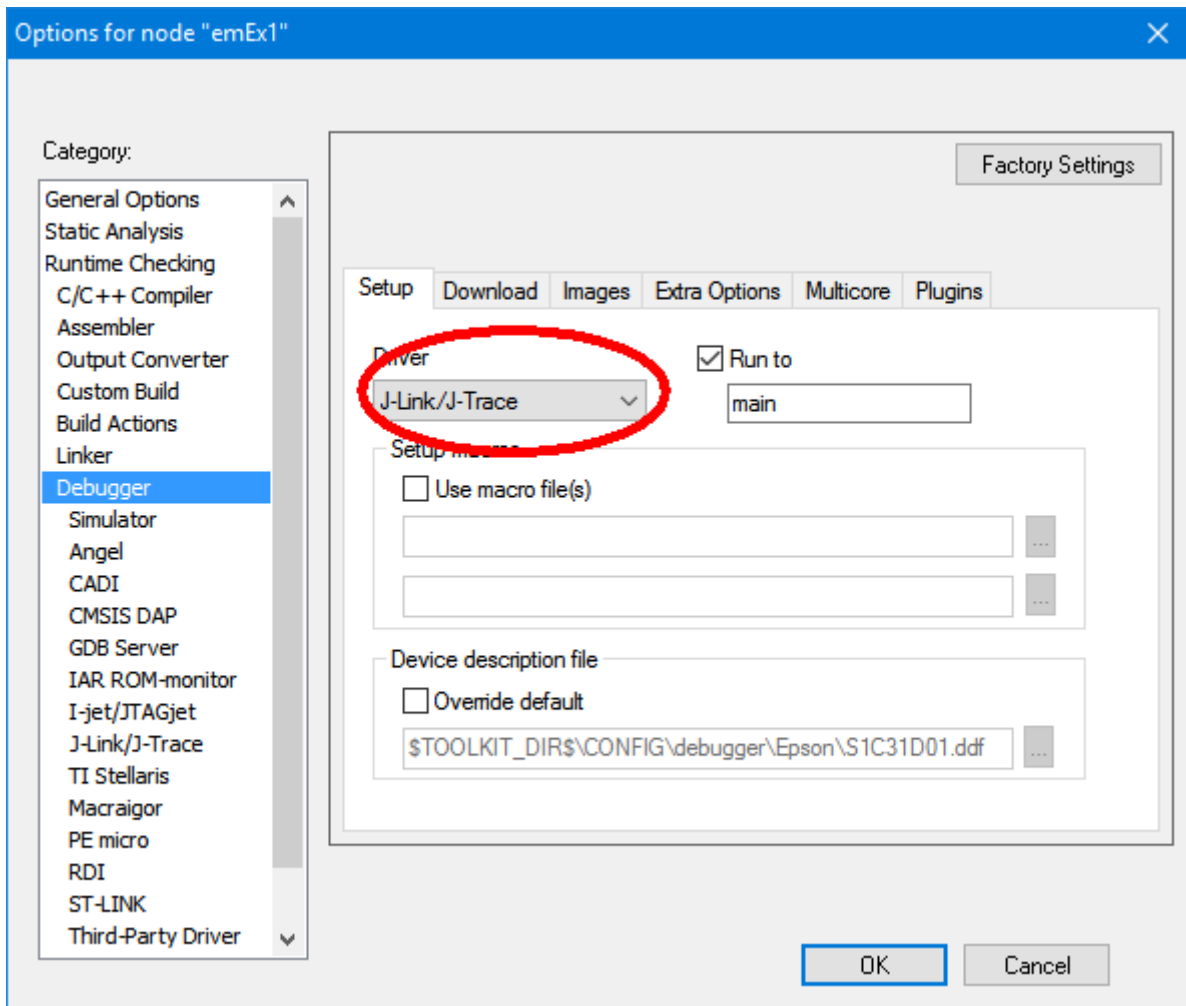 Options for node "emEx1"
Category:
General Options
Static Analysis
Runtime Checking
C/C++ Compiler
Assembler
Output Converter
Custom Build
Build Actions
Linker
Debugger
Simulator
Angel
CADI
CMSIS DAP
GDB Server
IAR ROM-monitor
I-jet/JTAGjet
J-Link/J-Trace
TI Stellaris
Macraigor
PE micro
RDI
ST-LINK
Third-Party Driver
Factory Settings
Setup Download Images Extra Options Multicore Plugins
Driver Run to
J-Link/J-Trace main
Setup macros
Use macro file(s)
...
...
Device description file
Override default
$TOOLKIT_DIR$\CONFIG\debugger\Epson\S1C31D01.ddf ...
OK Cancel